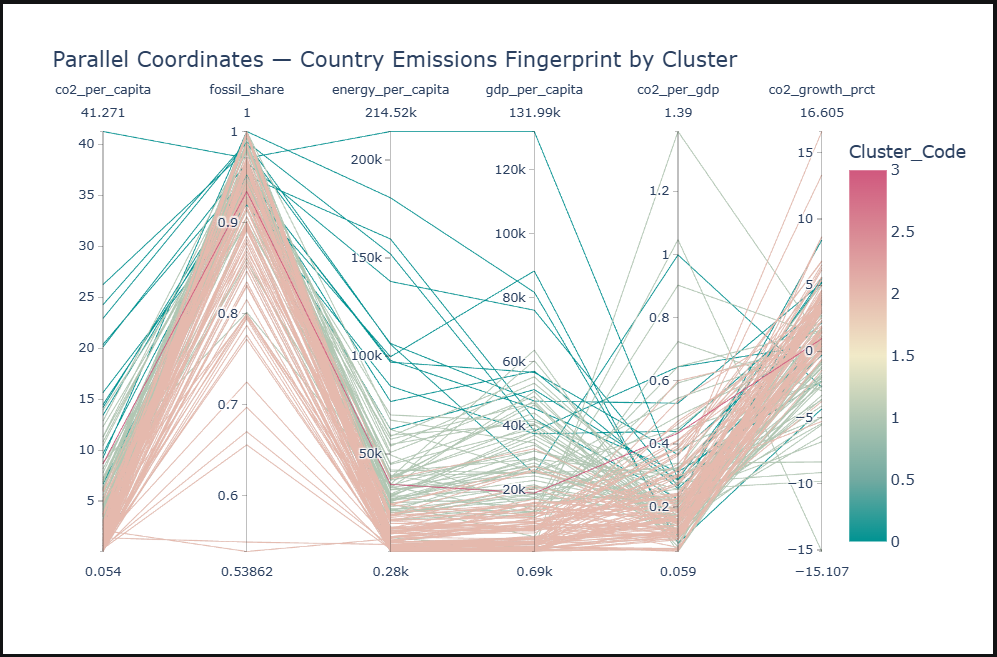 Parallel Coordinates — Country Emissions Fingerprint by Cluster
co2_per_capita fossil_share energy_per_capita gdp_per_capita co2_per_gdp co2_growth_prct
41.271 1 214.52k 131.99k 1.39 16.605
40
35
30
25
20
15
10
5
1
0.9
0.8
0.7
0.6
200k
150k
100k
50k
120k
100k
80k
60k
40k
20k
1.2
1
0.8
0.6
0.4
0.2
15
10
5
0
−5
−10
−15
0.054 0.53862 0.28k 0.69k 0.059 −15.107
Cluster_Code
3
2.5
2
1.5
1
0.5
0